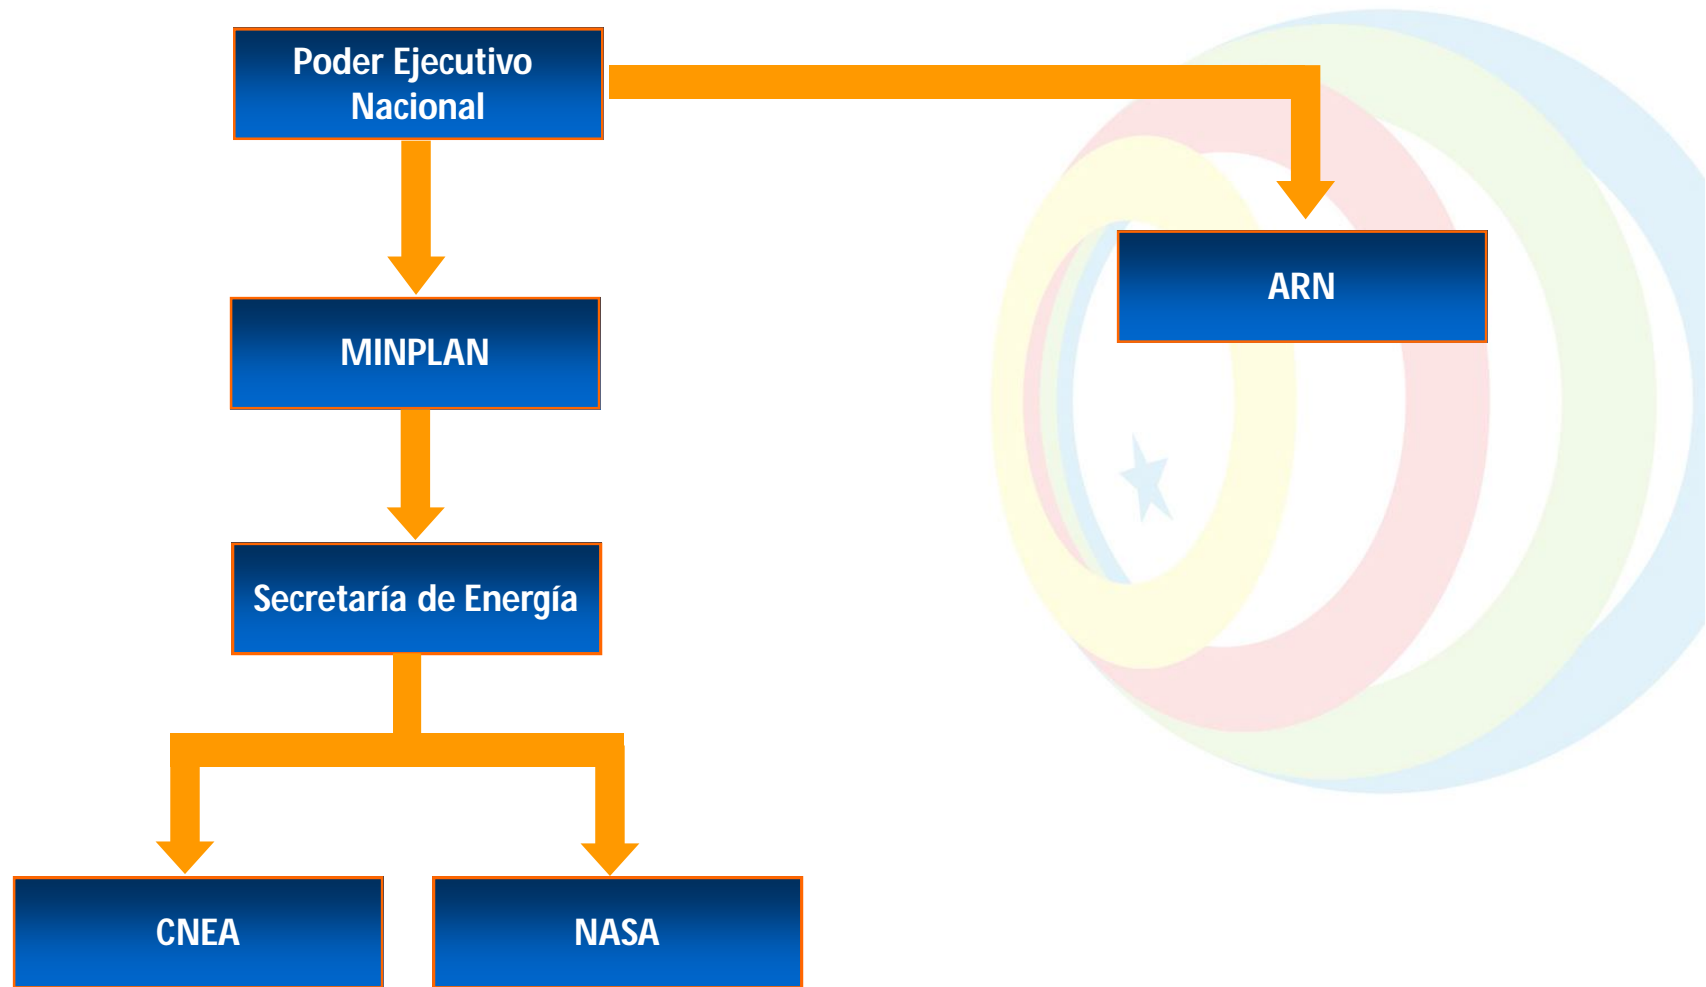 Poder Ejecutivo
Nacional
ARN
MINPLAN
Secretaría de Energía
CNEA
NASA